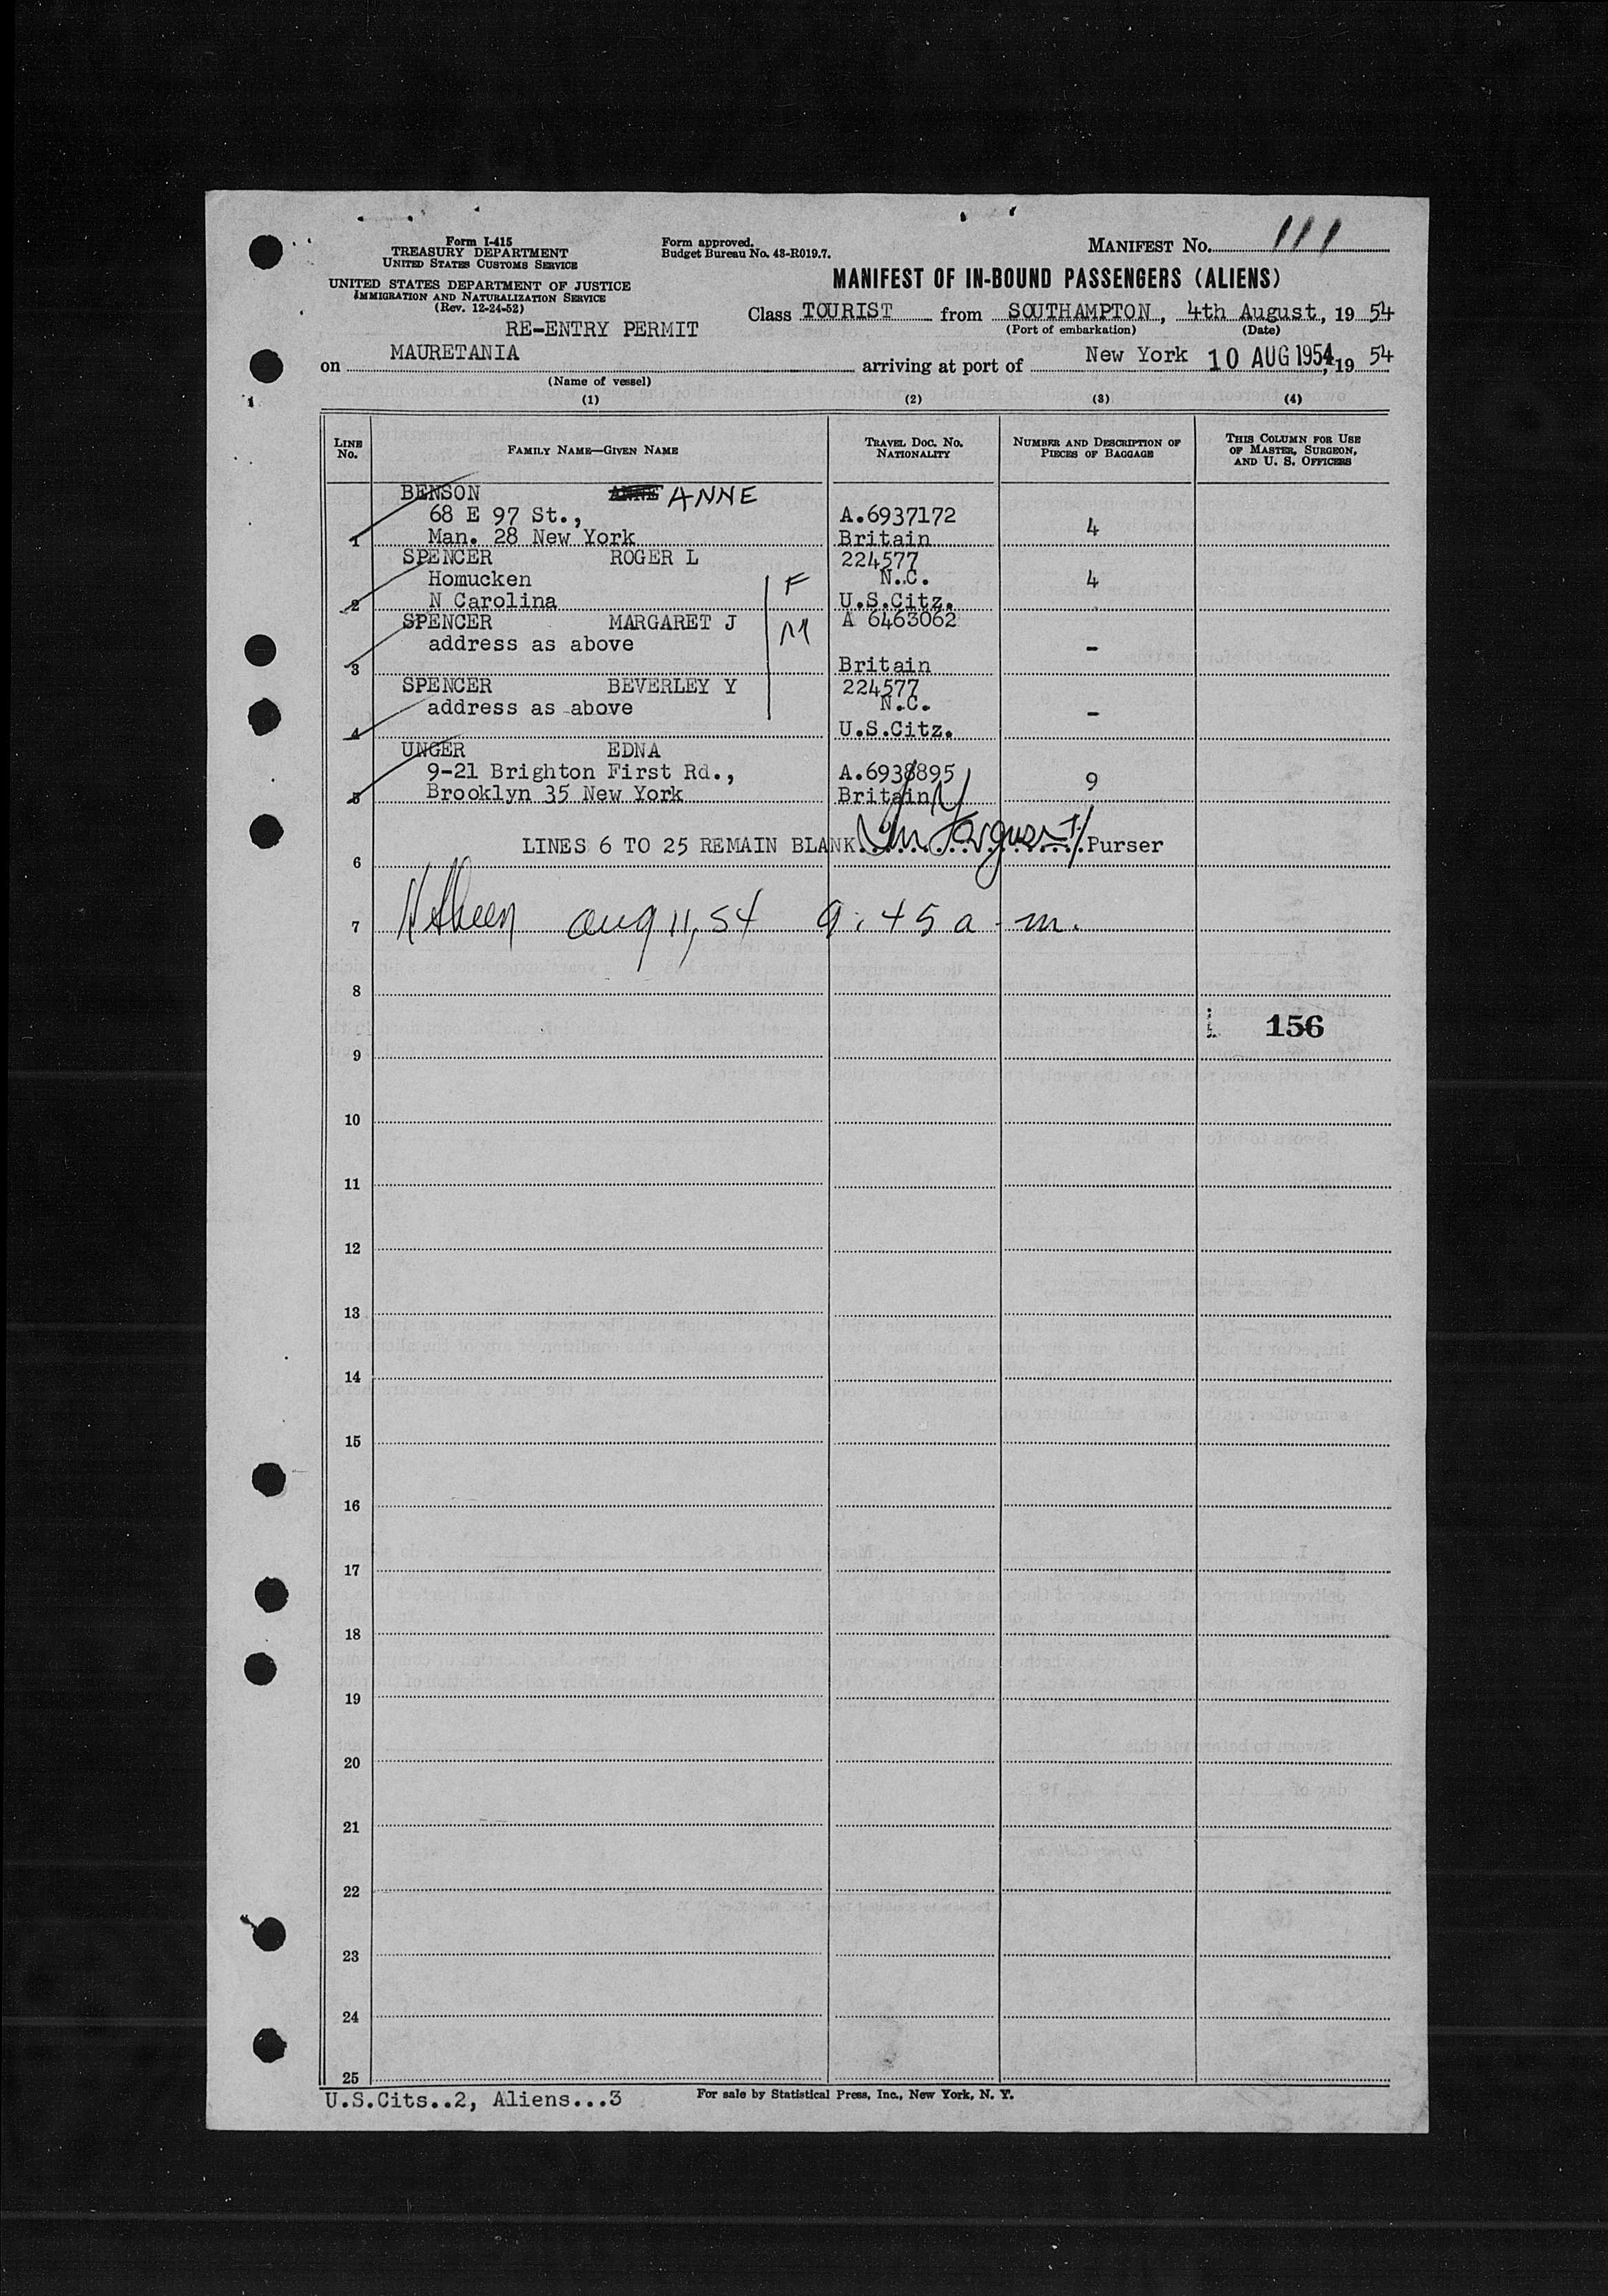 Form I-415
TREASURY DEPARTMENT
UNITED STATES CUSTOMS SERVICE
UNITED STATES DEPARTMENT OF JUSTICE
IMMIGRATION AND NATURALIZATION SERVICE
(Rev. 12-24-52)
Form approved.
Budget Bureau No. 43-R019.7.
MANIFEST NO. 111
MANIFEST OF IN-BOUND PASSENGERS (ALIENS)
Class TOURIST from SOUTHAMPTON, 4th August, 19 54
(Port of embarkation) (Date)
RE-ENTRY PERMIT
on MAURETANIA arriving at port of New York 10 AUG 1954, 19 54
(Name of vessel)
(1) (2) (3) (4)
LINE NO. FAMILY NAME—GIVEN NAME TRAVEL DOC. NO. NATIONALITY NUMBER AND DESCRIPTION OF PIECES OF BAGGAGE THIS COLUMN FOR USE OF MASTER, SURGEON, AND U. S. OFFICERS
BENSON ANNE ANNE
68 E 97 St., A.6937172 4
1 Man. 28 New York Britain
SPENCER ROGER L 224577
Homucken F N.C. 4
2 N Carolina U.S.Citz.
SPENCER MARGARET J A 6463062
address as above M -
3 Britain
SPENCER BEVERLEY Y 224577
address as above N.C. -
4 U.S.Citz.
UNGER EDNA
9-21 Brighton First Rd., A.6938895 9
5 Brooklyn 35 New York Britain
LINES 6 TO 25 REMAIN BLANK Purser
6
7 aug 11, 54 9:45 a.m.
8
156
9
10
11
12
13
14
15
16
17
18
19
20
21
22
23
24
25
U.S.Cits..2, Aliens...3
For sale by Statistical Press, Inc., New York, N. Y.